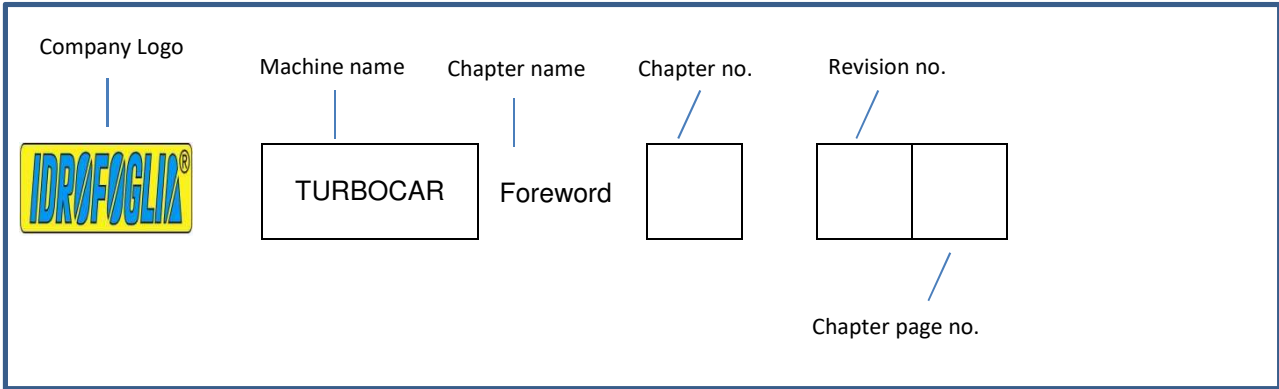 Company Logo
Machine name
Chapter name
Chapter no.
Revision no.
IDROFOGLIA®
TURBOCAR
Foreword
Chapter page no.